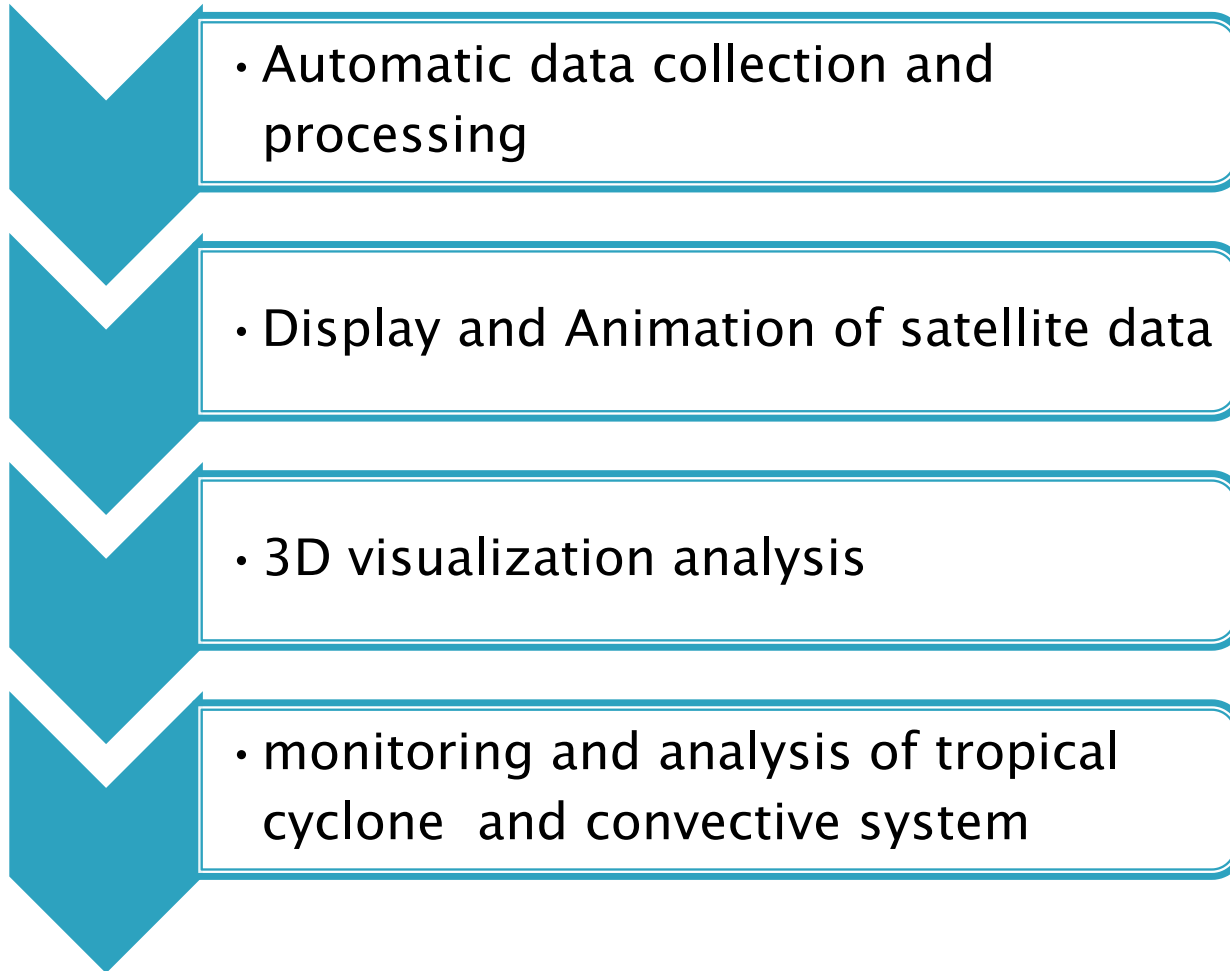 • Automatic data collection and
processing
• Display and Animation of satellite data
• 3D visualization analysis
• monitoring and analysis of tropical
cyclone  and convective system